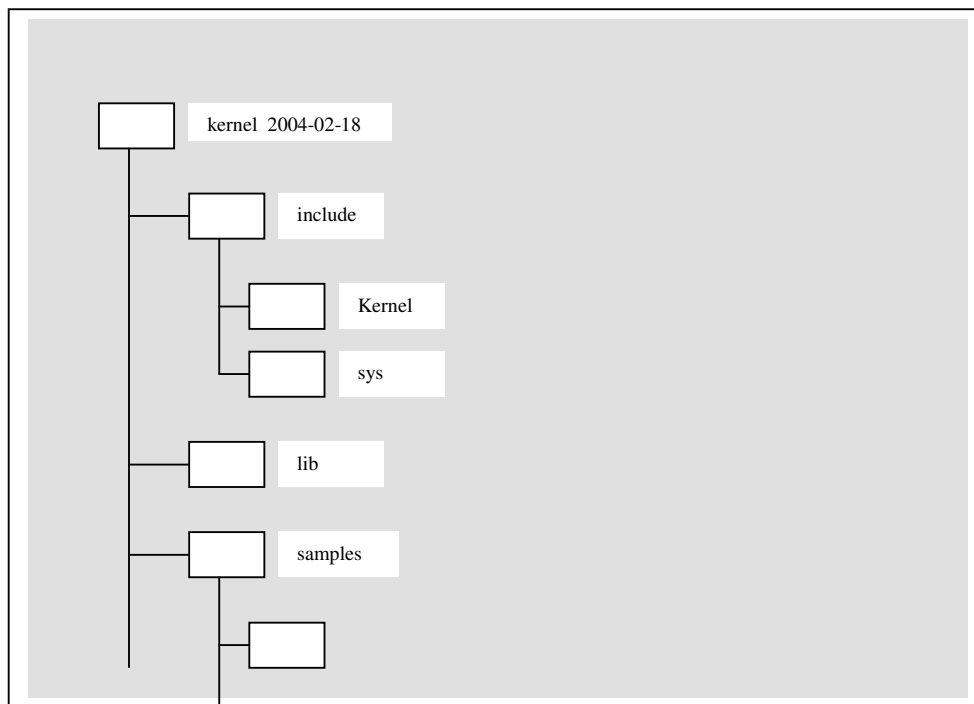 kernel 2004-02-18
include
Kernel
sys
lib
samples